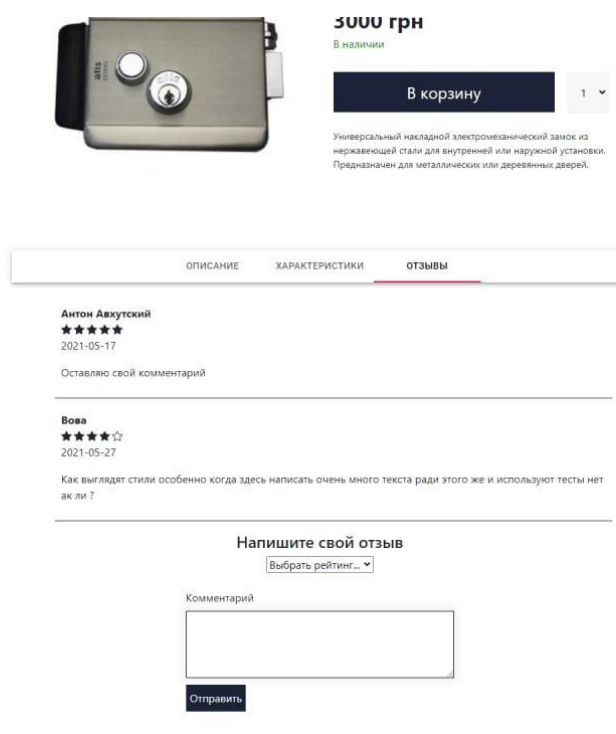 3000 грн
В наличии
В корзину
1
Универсальный накладной электромеханический замок из
нержавеющей стали для внутренней или наружной установки.
Предназначен для металлических или деревянных дверей.
atis
ОПИСАНИЕ
ХАРАКТЕРИСТИКИ
ОТЗЫВЫ
Антон Авхутский
2021-05-17
Оставляю свой комментарий
Вова
2021-05-27
Как выглядят стили особенно когда здесь написать очень много текста ради этого же и используют тесты нет
ак ли ?
Напишите свой отзыв
Выбрать рейтинг...
Комментарий
Отправить